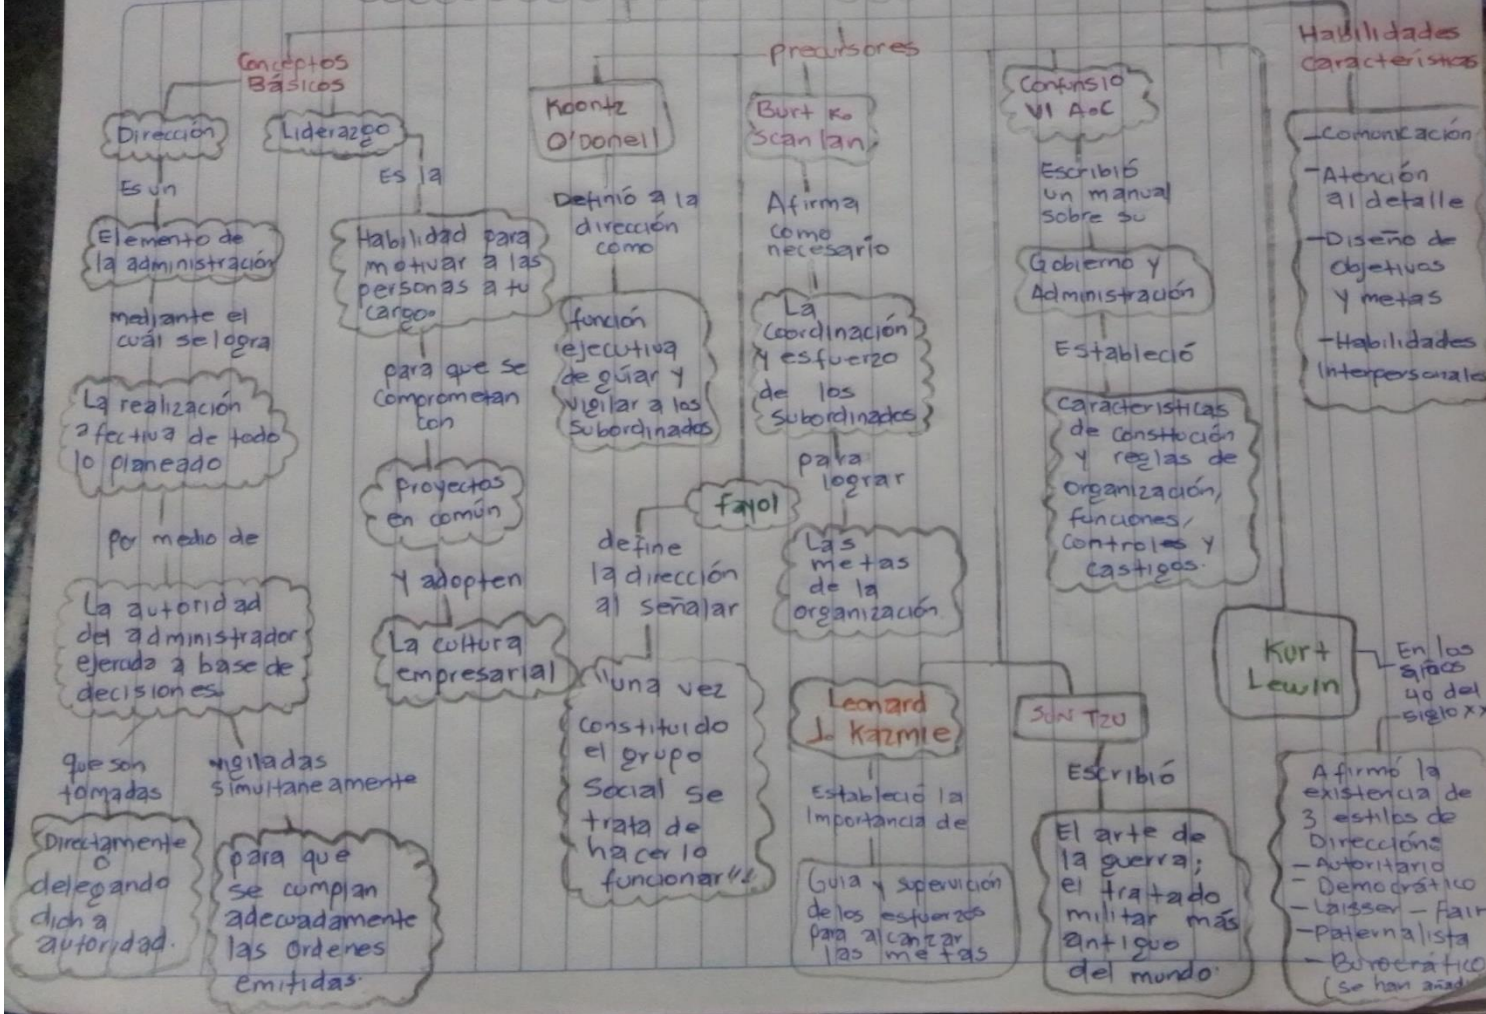 Conceptos
Básicos
Dirección
Es un
Elemento de
la administración
mediante el
cuál se logra
La realización
afectiva de todo
lo planeado
Por medio de
La autoridad
del administrador
ejercida a base de
decisiones
que son
tomadas
Directamente
o
delegando
dicha
autoridad.
vigiladas
simultaneamente
para que
se cumplan
adecuadamente
las ordenes
emitidas.
Liderazgo
Es la
Habilidad para
motivar a las
personas a tu
cargo.
para que se
comprometan
con
proyectos
en común
y adopten
La cultura
empresarial
precursores
Koontz
O'Donell
Definió a la
dirección
como
función
ejecutiva
de guiar y
vigilar a los
subordinados
fayol
define
la dirección
al señalar
"una vez
constituido
el grupo
social se
trata de
hacerlo
funcionar"
Burt K.
Scanlan
Afirma
como
necesario
La
coordinación
y esfuerzo
de los
subordinados
para
lograr
Las
metas
de la
organización
Leonard
J. Kazmie
Estableció la
importancia de
Guia y supervición
de los esfuerzos
para alcanzar
las metas
SUN TZU
Escribió
El arte de
la guerra;
el tratado
militar más
antiguo
del mundo.
Confunsio
VI A.C
Escribió
un manual
sobre su
Gobierno y
Administración
Estableció
caracteristicas
de constitución
y reglas de
organización,
funciones,
controles y
castigos.
Kurt
Lewin
En los
40 del
siglo XX
Afirmó la
existencia de
3 estilos de
Dirección:
- Autoritario
- Democrático
- Laisser - Fair
- Paternalista
- Burocrático
(se han añad
Habilidades
características
- Comunicación
- Atención
al detalle
- Diseño de
objetivos
y metas
- Habilidades
Interpersonales